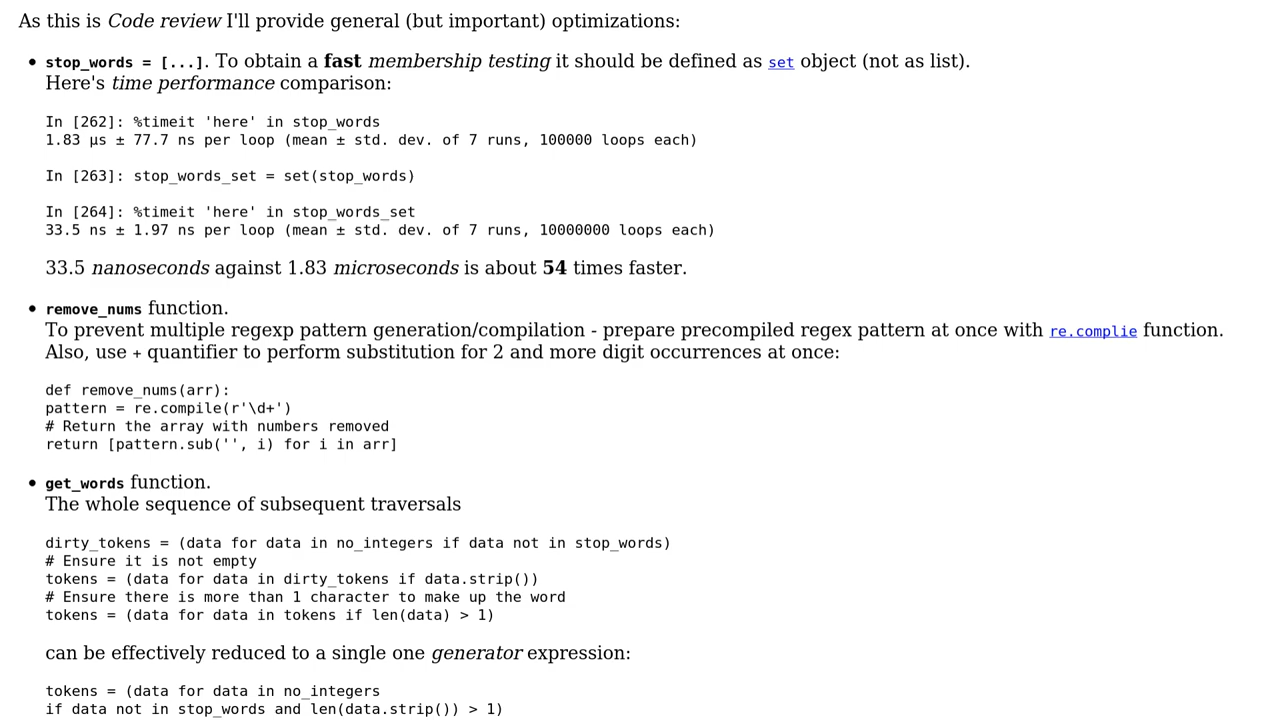 As this is Code review I'll provide general (but important) optimizations:
• stop_words = [...]. To obtain a fast membership testing it should be defined as set object (not as list).
Here's time performance comparison:
In [262]: %timeit 'here' in stop_words
1.83 µs ± 77.7 ns per loop (mean ± std. dev. of 7 runs, 100000 loops each)
In [263]: stop_words_set = set(stop_words)
In [264]: %timeit 'here' in stop_words_set
33.5 ns ± 1.97 ns per loop (mean ± std. dev. of 7 runs, 10000000 loops each)
33.5 nanoseconds against 1.83 microseconds is about 54 times faster.
• remove_nums function.
To prevent multiple regexp pattern generation/compilation - prepare precompiled regex pattern at once with re.complie function.
Also, use + quantifier to perform substitution for 2 and more digit occurrences at once:
def remove_nums(arr):
pattern = re.compile(r'\d+')
# Return the array with numbers removed
return [pattern.sub('', i) for i in arr]
• get_words function.
The whole sequence of subsequent traversals
dirty_tokens = (data for data in no_integers if data not in stop_words)
# Ensure it is not empty
tokens = (data for data in dirty_tokens if data.strip())
# Ensure there is more than 1 character to make up the word
tokens = (data for data in tokens if len(data) > 1)
can be effectively reduced to a single one generator expression:
tokens = (data for data in no_integers
if data not in stop_words and len(data.strip()) > 1)